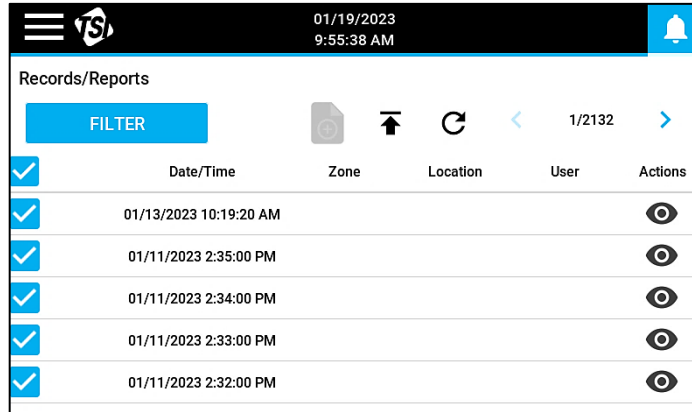 TSI
01/19/2023
9:55:38 AM
Records/Reports
FILTER
1/2132
Date/Time Zone Location User Actions
01/13/2023 10:19:20 AM
01/11/2023 2:35:00 PM
01/11/2023 2:34:00 PM
01/11/2023 2:33:00 PM
01/11/2023 2:32:00 PM